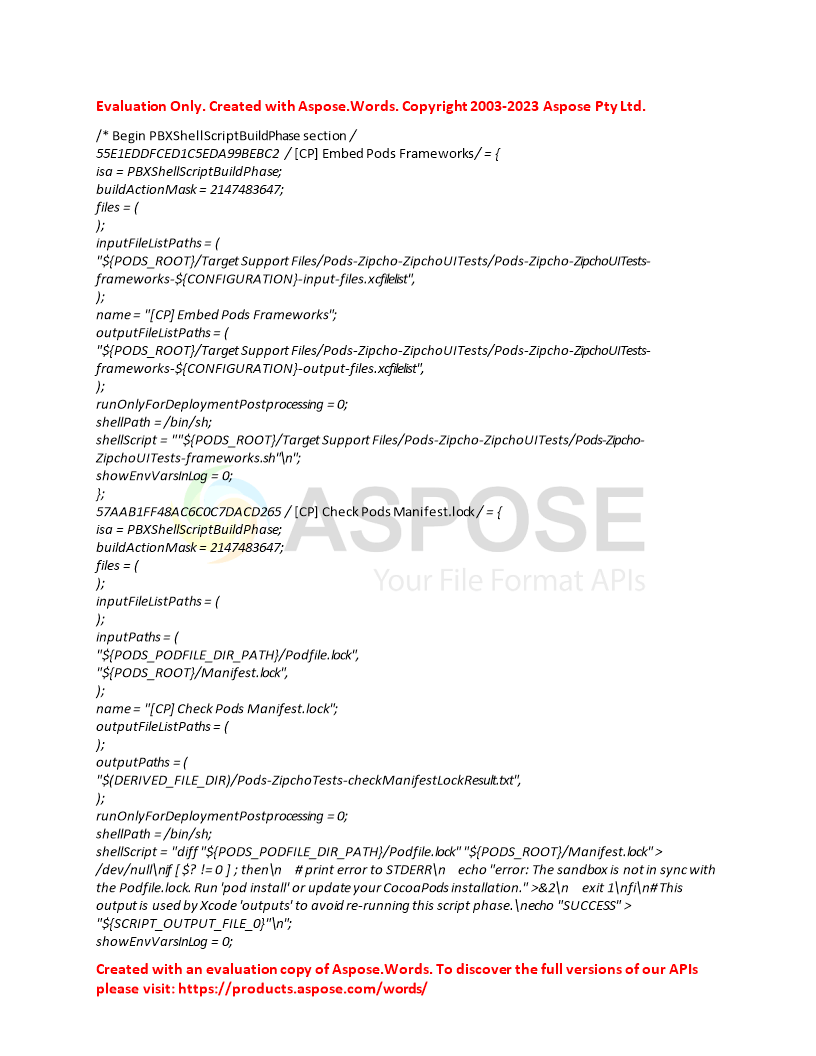 Evaluation Only. Created with Aspose.Words. Copyright 2003-2023 Aspose Pty Ltd.
/* Begin PBXShellScriptBuildPhase section /
55E1EDDFCED1C5EDA99BEBC2 / [CP] Embed Pods Frameworks/ = {
isa = PBXShellScriptBuildPhase;
buildActionMask = 2147483647;
files = (
);
inputFileListPaths = (
"${PODS_ROOT}/Target Support Files/Pods-Zipcho-ZipchoUITests/Pods-Zipcho-ZipchoUITests-
frameworks-${CONFIGURATION}-input-files.xcfilelist",
);
name = "[CP] Embed Pods Frameworks";
outputFileListPaths = (
"${PODS_ROOT}/Target Support Files/Pods-Zipcho-ZipchoUITests/Pods-Zipcho-ZipchoUITests-
frameworks-${CONFIGURATION}-output-files.xcfilelist",
);
runOnlyForDeploymentPostprocessing = 0;
shellPath = /bin/sh;
shellScript = ""${PODS_ROOT}/Target Support Files/Pods-Zipcho-ZipchoUITests/Pods-Zipcho-
ZipchoUITests-frameworks.sh"\n";
showEnvVarsInLog = 0;
};
57AAB1FF48AC6C0C7DACD265 / [CP] Check Pods Manifest.lock / = {
isa = PBXShellScriptBuildPhase;
buildActionMask = 2147483647;
files = (
);
inputFileListPaths = (
);
inputPaths = (
"${PODS_PODFILE_DIR_PATH}/Podfile.lock",
"${PODS_ROOT}/Manifest.lock",
);
name = "[CP] Check Pods Manifest.lock";
outputFileListPaths = (
);
outputPaths = (
"$(DERIVED_FILE_DIR)/Pods-ZipchoTests-checkManifestLockResult.txt",
);
runOnlyForDeploymentPostprocessing = 0;
shellPath = /bin/sh;
shellScript = "diff "${PODS_PODFILE_DIR_PATH}/Podfile.lock" "${PODS_ROOT}/Manifest.lock" >
/dev/null\nif [ $? != 0 ] ; then\n    # print error to STDERR\n    echo "error: The sandbox is not in sync with
the Podfile.lock. Run 'pod install' or update your CocoaPods installation." >&2\n    exit 1\nfi\n# This
output is used by Xcode 'outputs' to avoid re-running this script phase.\necho "SUCCESS" >
"${SCRIPT_OUTPUT_FILE_0}"\n";
showEnvVarsInLog = 0;
ASPOSE
Your File Format APIs
Created with an evaluation copy of Aspose.Words. To discover the full versions of our APIs
please visit: https://products.aspose.com/words/